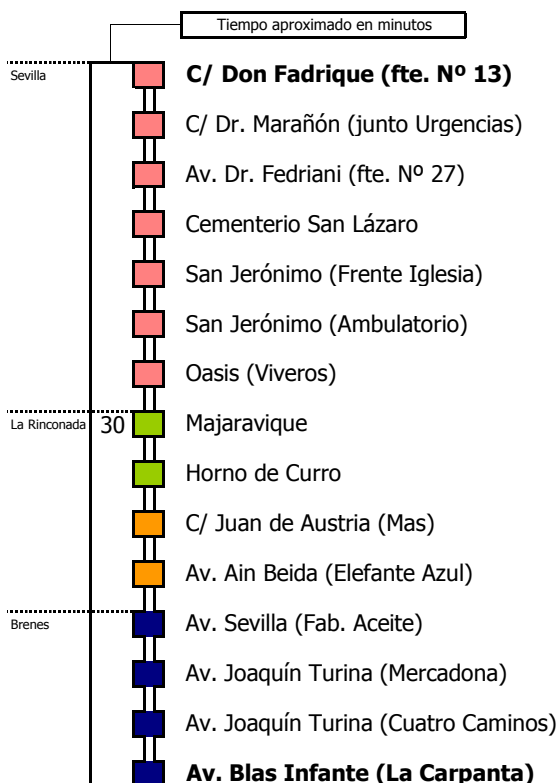 Tiempo aproximado en minutos
Sevilla
C/ Don Fadrique (fte. Nº 13)
C/ Dr. Marañón (junto Urgencias)
Av. Dr. Fedriani (fte. Nº 27)
Cementerio San Lázaro
San Jerónimo (Frente Iglesia)
San Jerónimo (Ambulatorio)
Oasis (Viveros)
La Rinconada 30 Majaravique
Horno de Curro
C/ Juan de Austria (Mas)
Av. Ain Beida (Elefante Azul)
Brenes Av. Sevilla (Fab. Aceite)
Av. Joaquín Turina (Mercadona)
Av. Joaquín Turina (Cuatro Caminos)
Av. Blas Infante (La Carpanta)